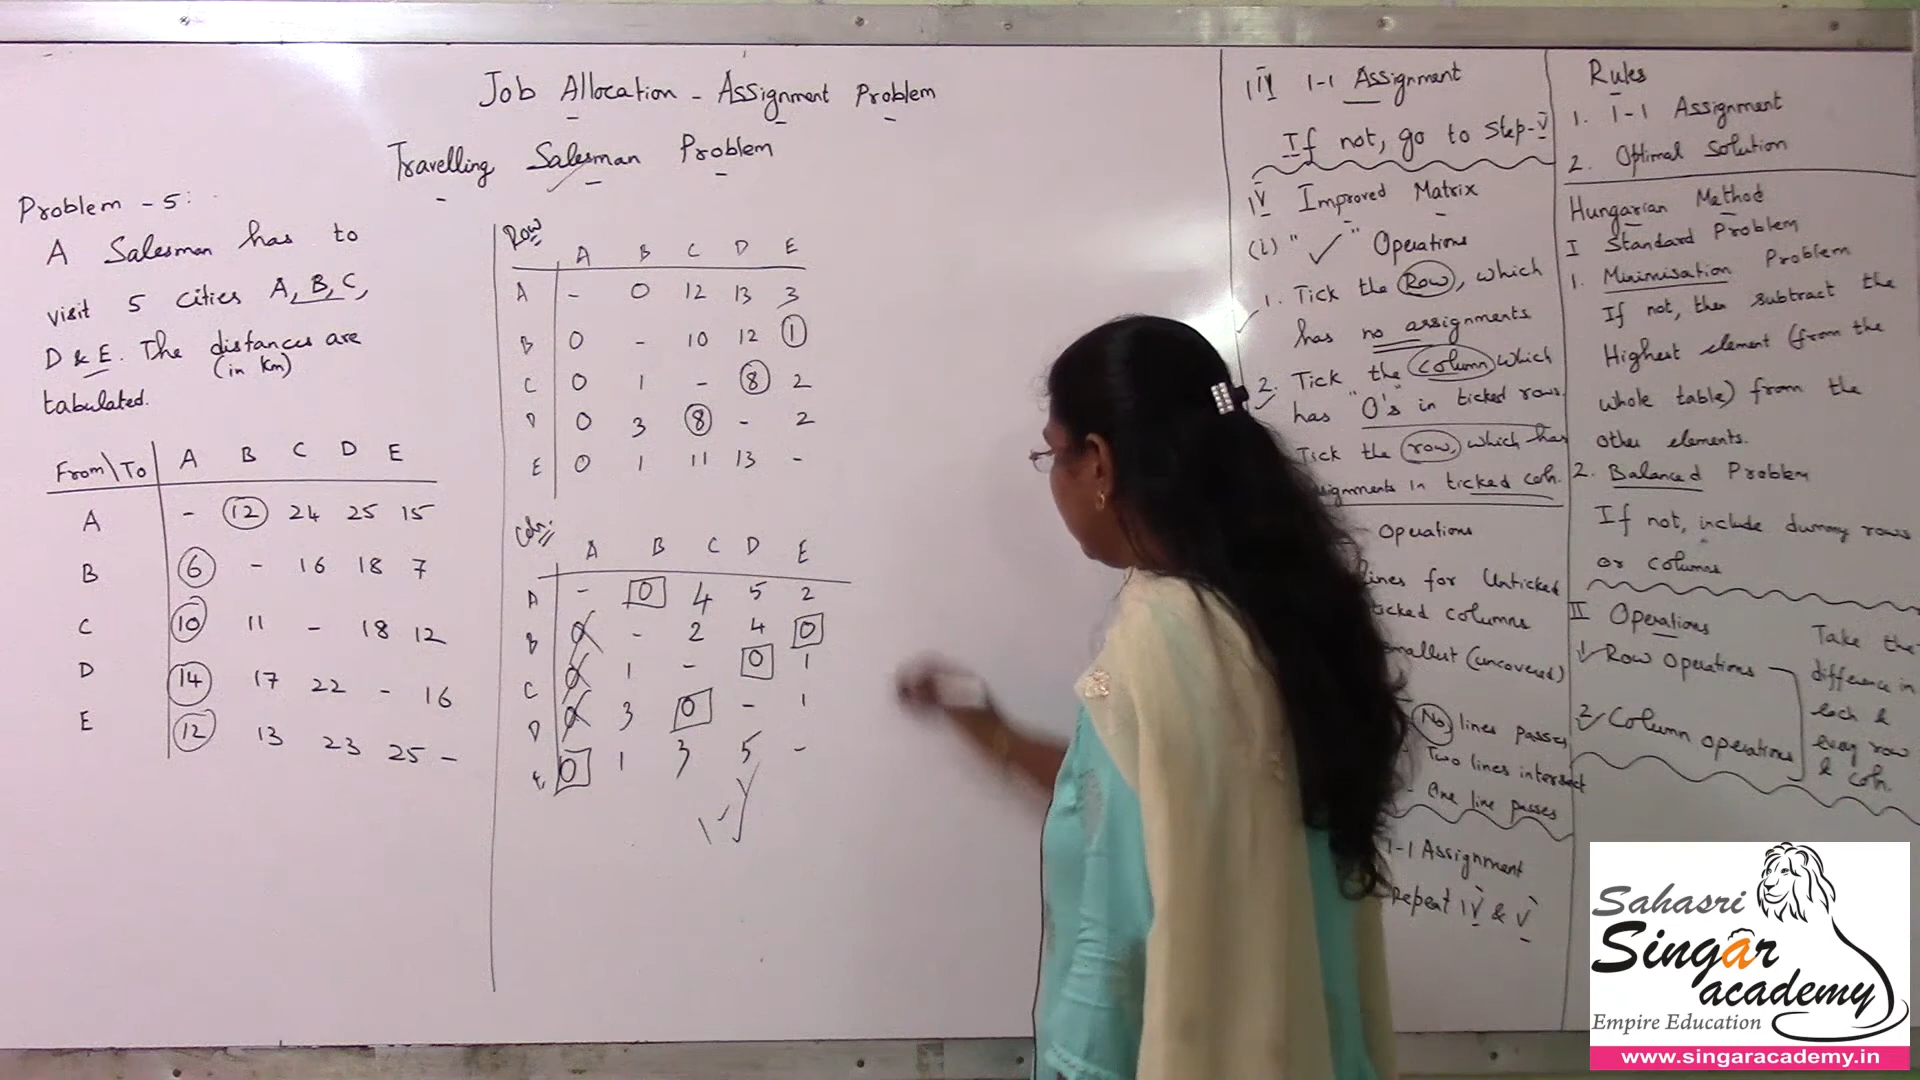 Job Allocation - Assignment Problem
Travelling Salesman Problem
Problem - 5:
A Salesman has to
visit 5 cities A, B, C,
D & E. The distances are
(in Km)
tabulated.
From\To A B C D E
A - 12 24 25 15
B 6 - 16 18 7
C 10 11 - 18 12
D 14 17 22 - 16
E 12 13 23 25 -
Row
A B C D E
A - 0 12 13 3
B 0 - 10 12 1
C 0 1 - 8 2
D 0 3 8 - 2
E 0 1 11 13 -
Coln:
A B C D E
A - 0 4 5 2
B 0 - 2 4 0
C 0 1 - 0 1
D 0 3 0 - 1
E 0 1 3 5 -
III 1-1 Assignment
If not, go to Step-V
IV Improved Matrix
(i) "✓" Operations
1. Tick the Row, which
has no assignments
2. Tick the column which
has "0's" in ticked rows.
Tick the row, which has
assignments in ticked coln.
Operations
lines for Unticked
ticked columns
smallest (uncovered)
No lines passes
Two lines intersect
- One line passes
1-1 Assignment
Repeat IV & V
Rules
1. 1-1 Assignment
2. Optimal Solution
Hungarian Method
I Standard Problem
1. Minimisation Problem
If not, then subtract the
Highest element (from the
whole table) from the
other elements.
2. Balanced Problem
If not, include dummy rows
or columns
II Operations
1. Row Operations
2. Column Operations
Take the
difference in
each &
every row
& coln.
Sahasri
Singar
academy
Empire Education
www.singaracademy.in